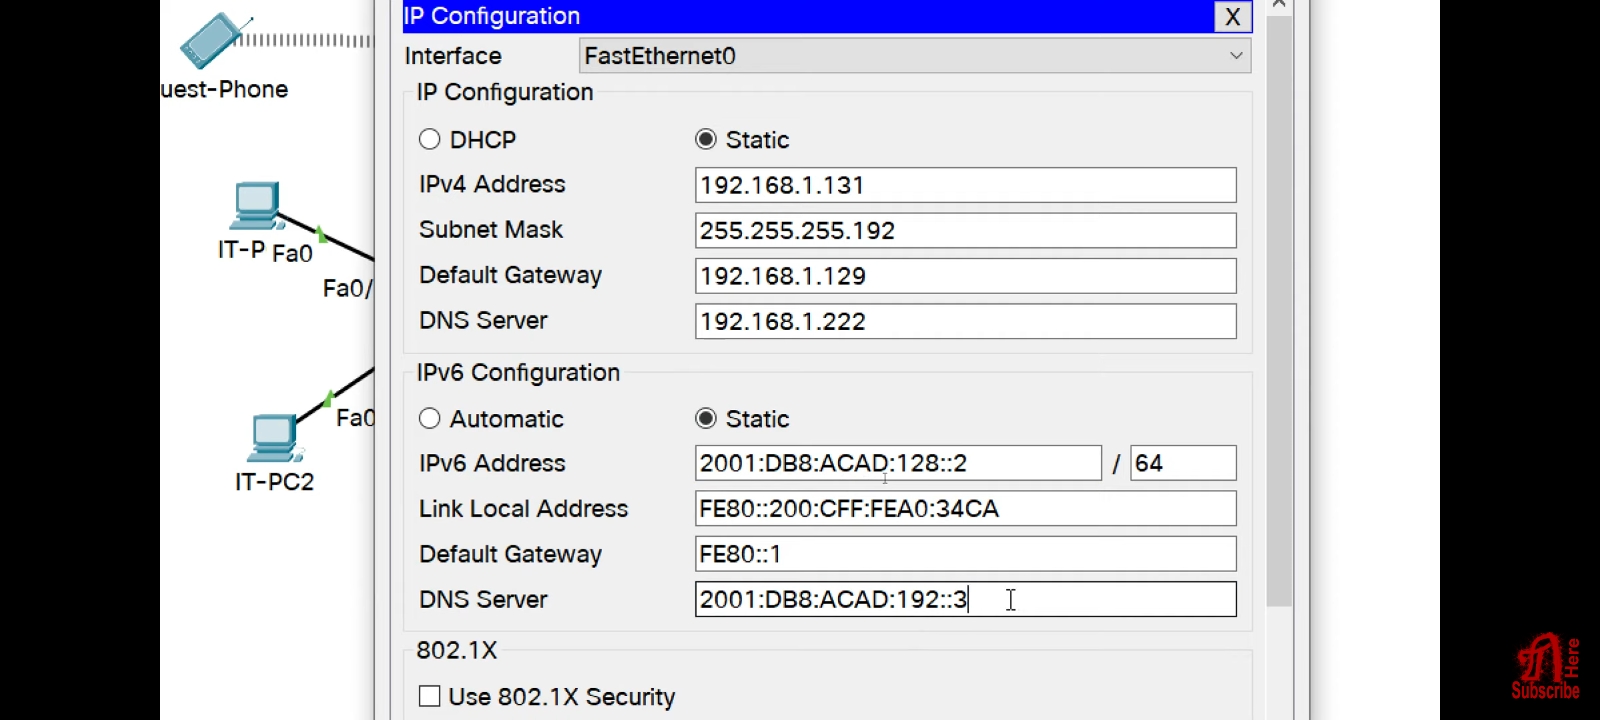 IP Configuration
X
Interface
FastEthernet0
IP Configuration
DHCP
Static
IPv4 Address
192.168.1.131
Subnet Mask
255.255.255.192
Default Gateway
192.168.1.129
DNS Server
192.168.1.222
IPv6 Configuration
Automatic
Static
IPv6 Address
2001:DB8:ACAD:128::2
/
64
Link Local Address
FE80::200:CFF:FEA0:34CA
Default Gateway
FE80::1
DNS Server
2001:DB8:ACAD:192::3
802.1X
Use 802.1X Security
uest-Phone
IT-P
Fa0
Fa0/
Fa0
IT-PC2
A
Here
Subscribe